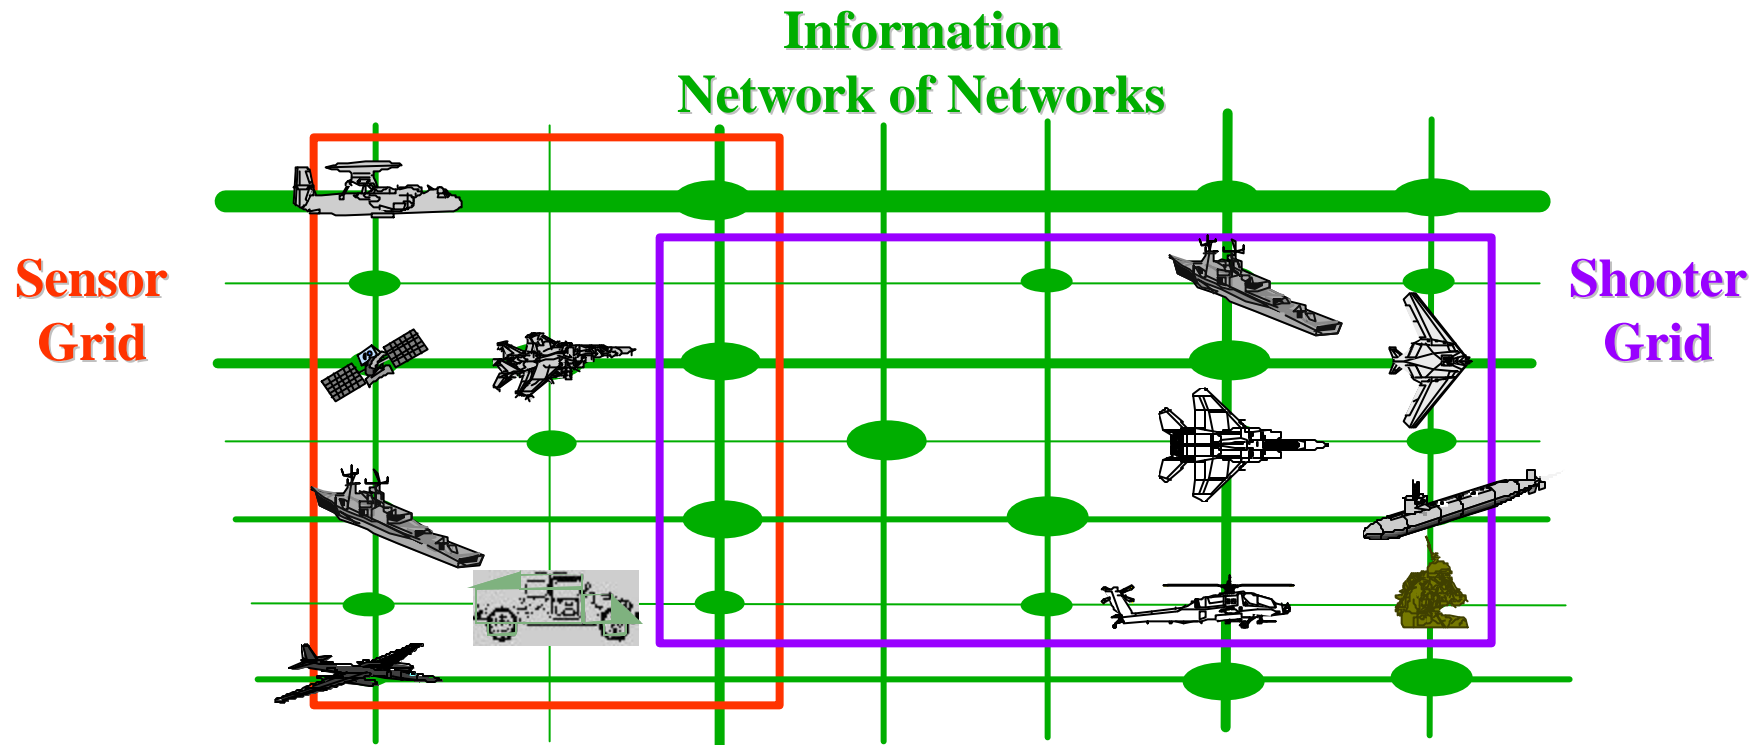 Information
Network of Networks
Sensor
Grid
Shooter
Grid